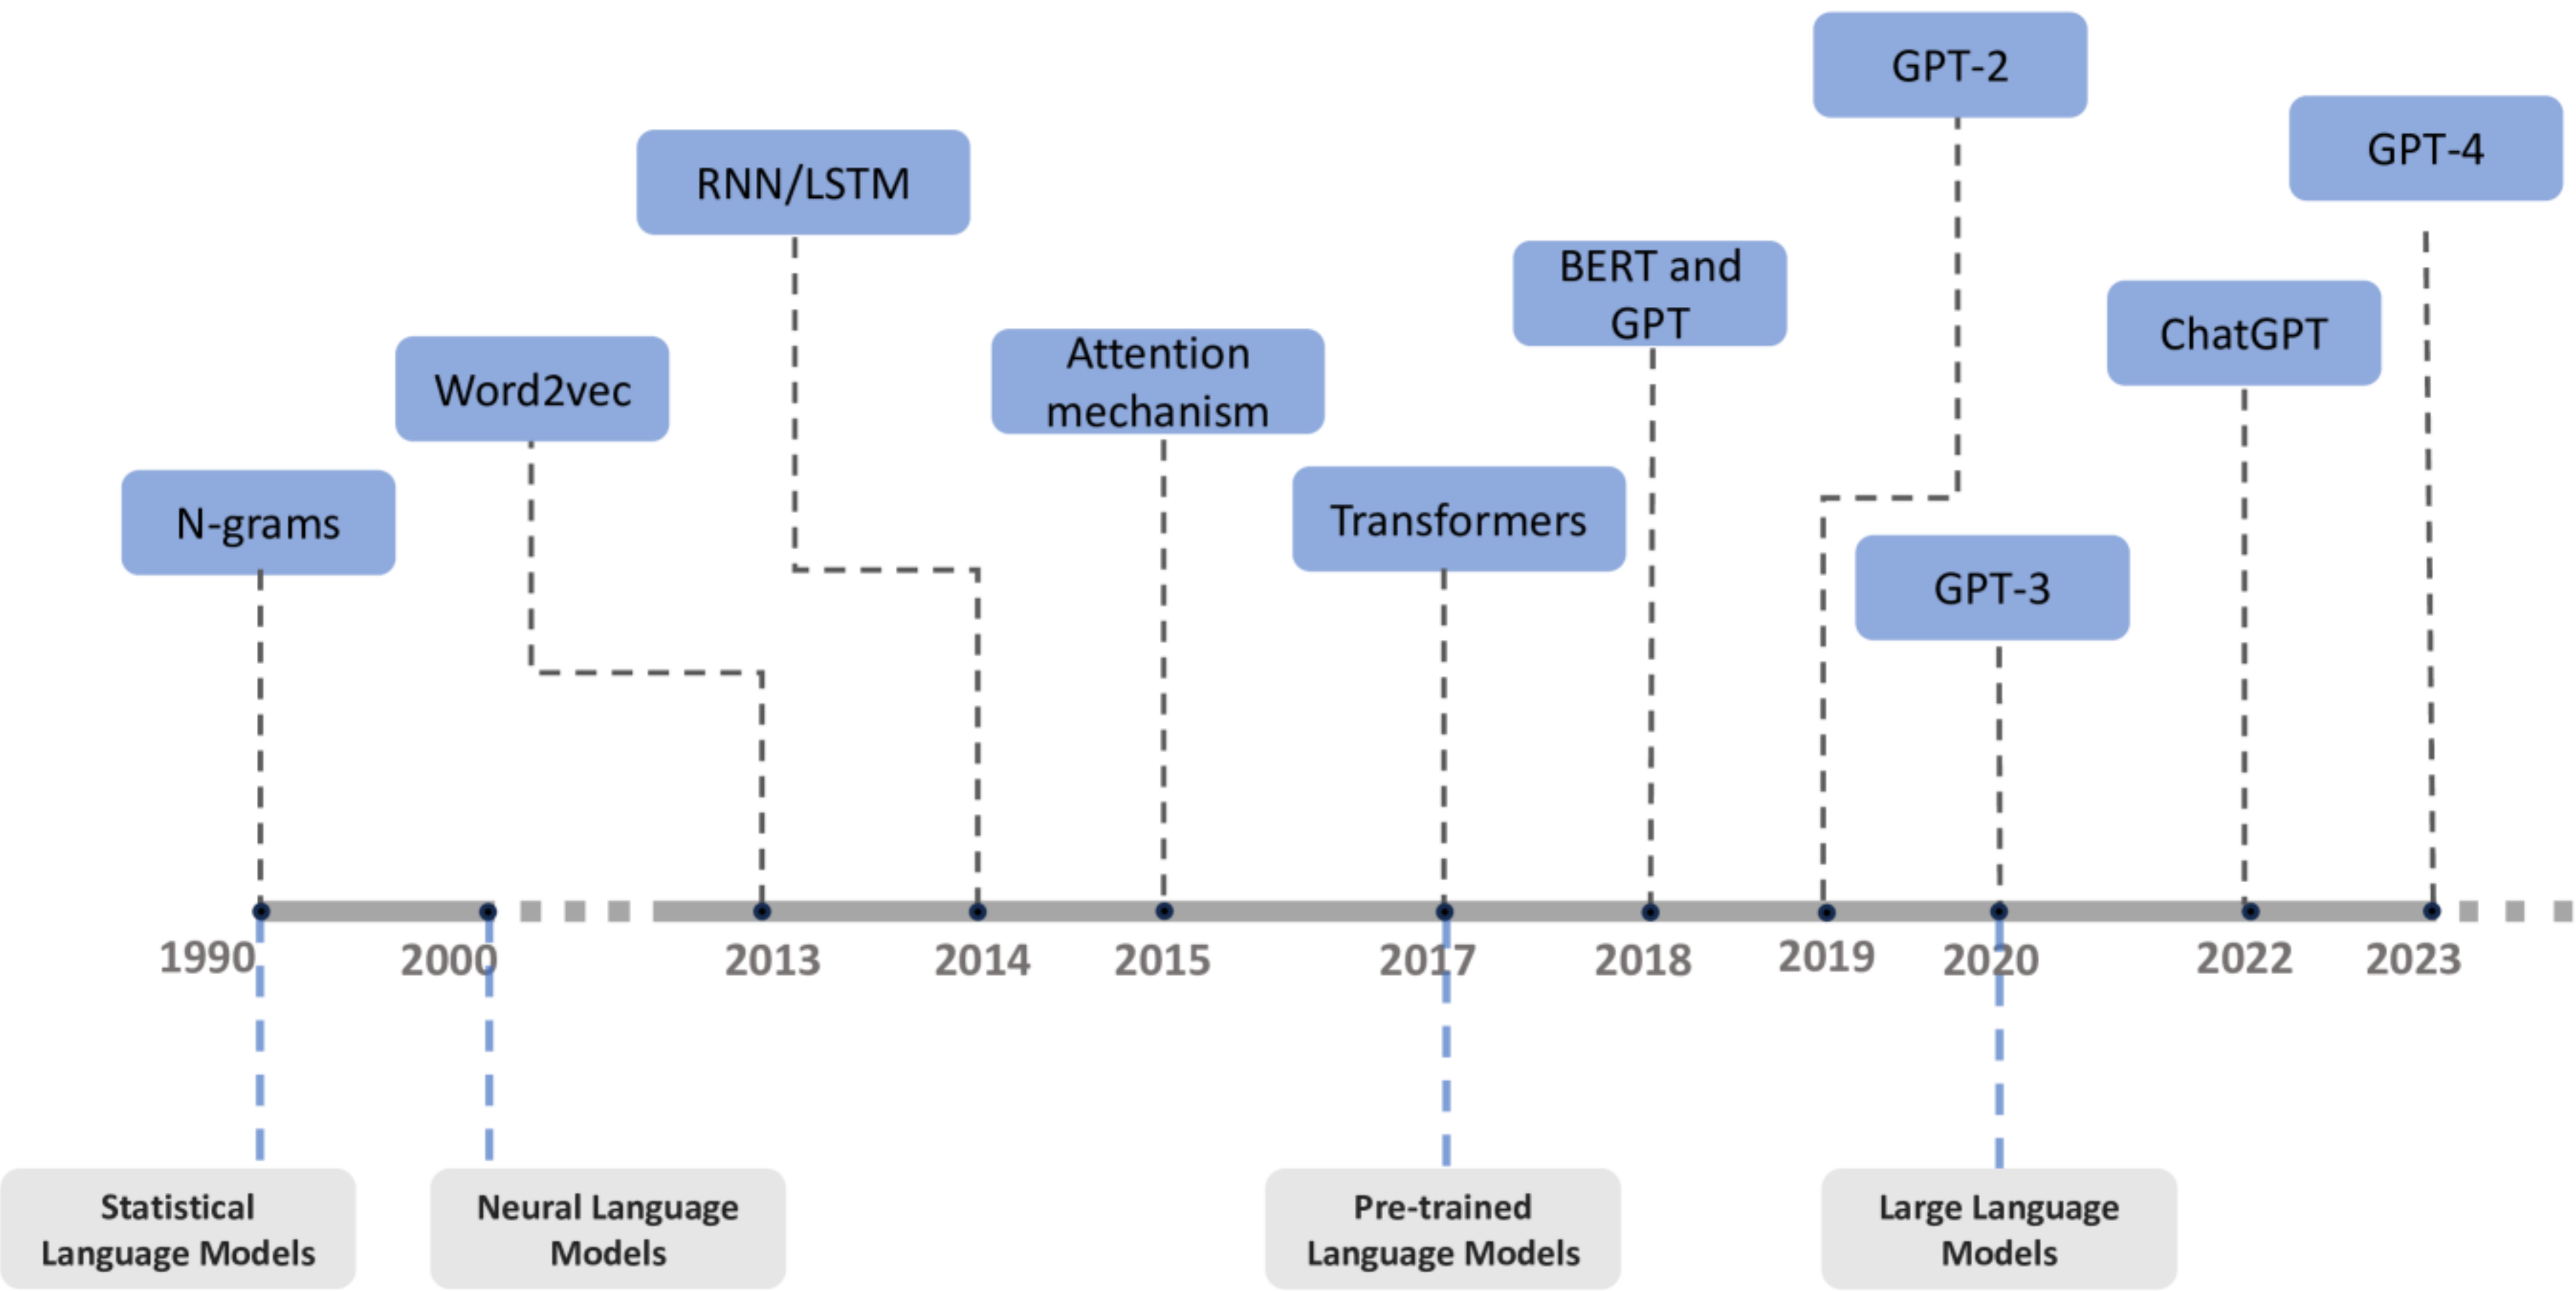 GPT-2
GPT-4
RNN/LSTM
BERT and
GPT
ChatGPT
Attention
mechanism
Word2vec
Transformers
N-grams
GPT-3
1990
2000
2013
2014
2015
2017
2018
2019
2020
2022
2023
Statistical
Language Models
Neural Language
Models
Pre-trained
Language Models
Large Language
Models